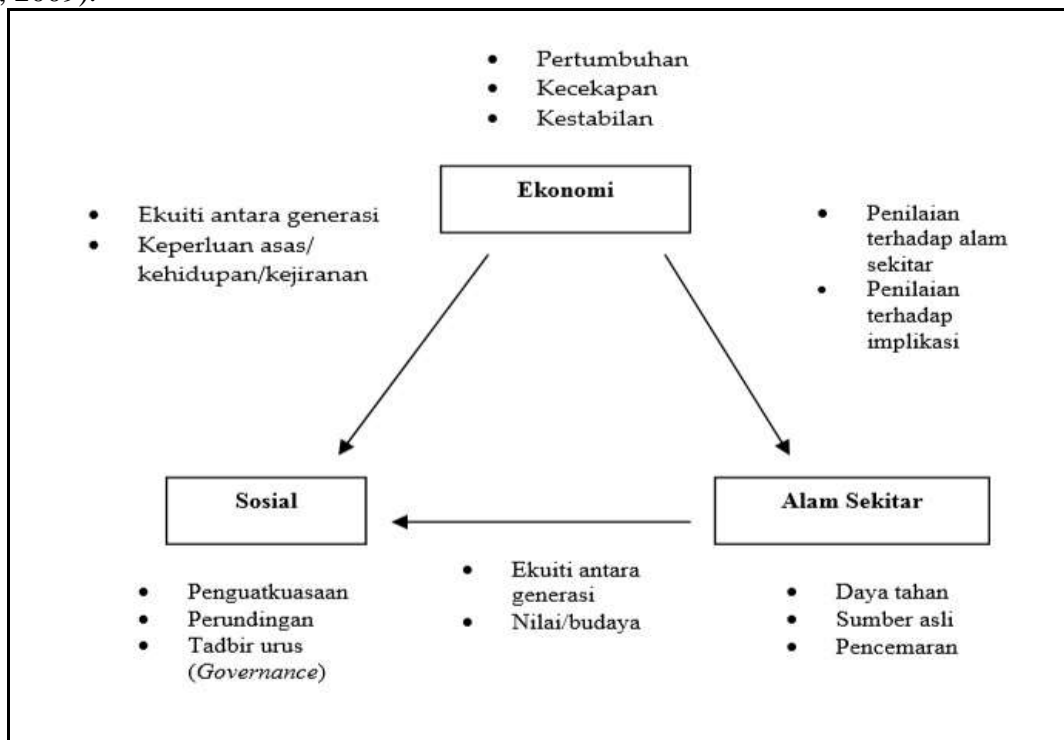 , 2009).
• Pertumbuhan
• Kecekapan
• Kestabilan
Ekonomi
• Ekuiti antara generasi
• Keperluan asas/
kehidupan/kejiranan
• Penilaian
terhadap alam
sekitar
• Penilaian
terhadap
implikasi
Sosial
Alam Sekitar
• Penguatkuasaan
• Perundingan
• Tadbir urus
(Governance)
• Ekuiti antara
generasi
• Nilai/budaya
• Daya tahan
• Sumber asli
• Pencemaran